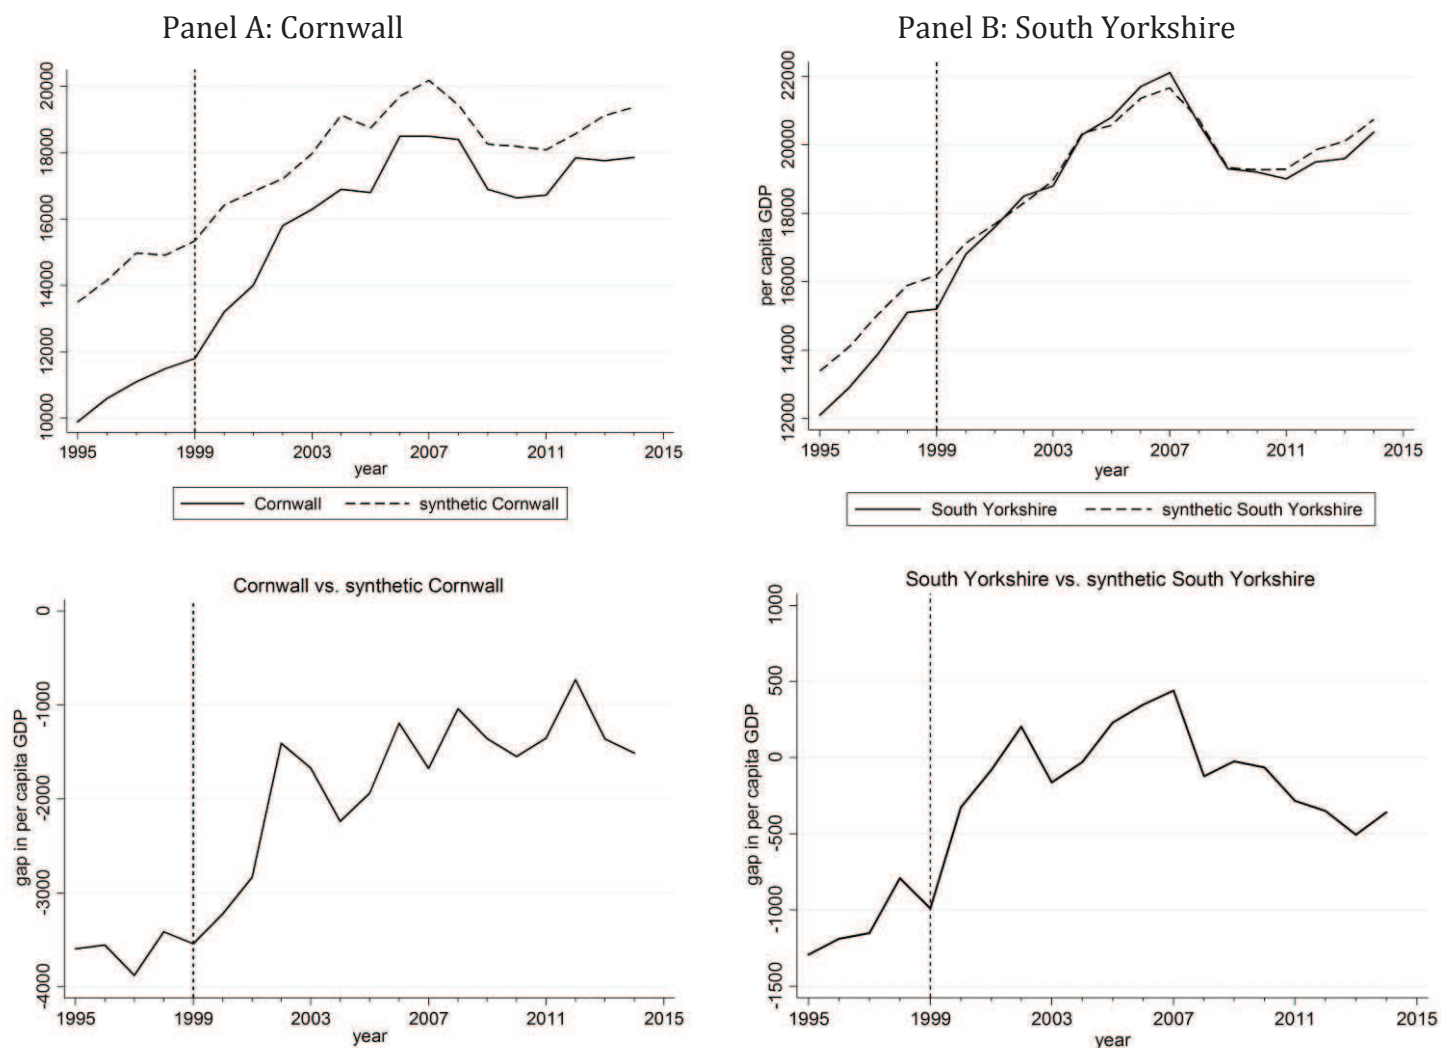 Panel A: Cornwall
20000
18000
16000
14000
12000
10000
1995 1999 2003 2007 2011 2015
year
Cornwall synthetic Cornwall
Panel B: South Yorkshire
per capita GDP
22000
20000
18000
16000
14000
12000
1995 1999 2003 2007 2011 2015
year
South Yorkshire synthetic South Yorkshire
Cornwall vs. synthetic Cornwall
gap in per capita GDP
0
-1000
-2000
-3000
-4000
1995 1999 2003 2007 2011 2015
year
South Yorkshire vs. synthetic South Yorkshire
gap in per capita GDP
1000
500
0
-500
-1000
-1500
1995 1999 2003 2007 2011 2015
year